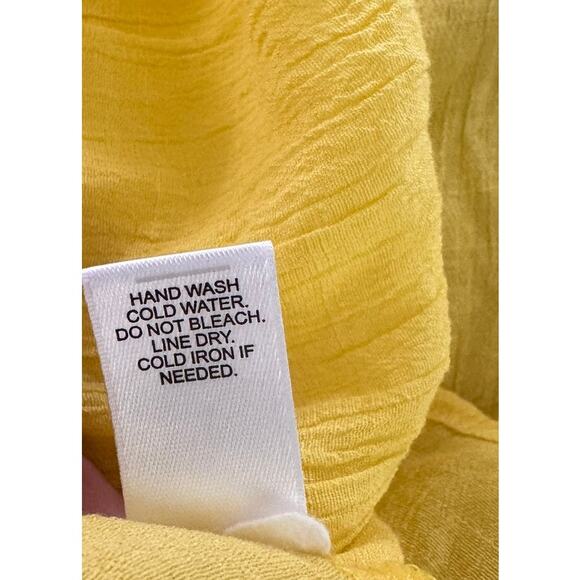 HAND WASH
COLD WATER.
DO NOT BLEACH.
LINE DRY.
COLD IRON IF
NEEDED.